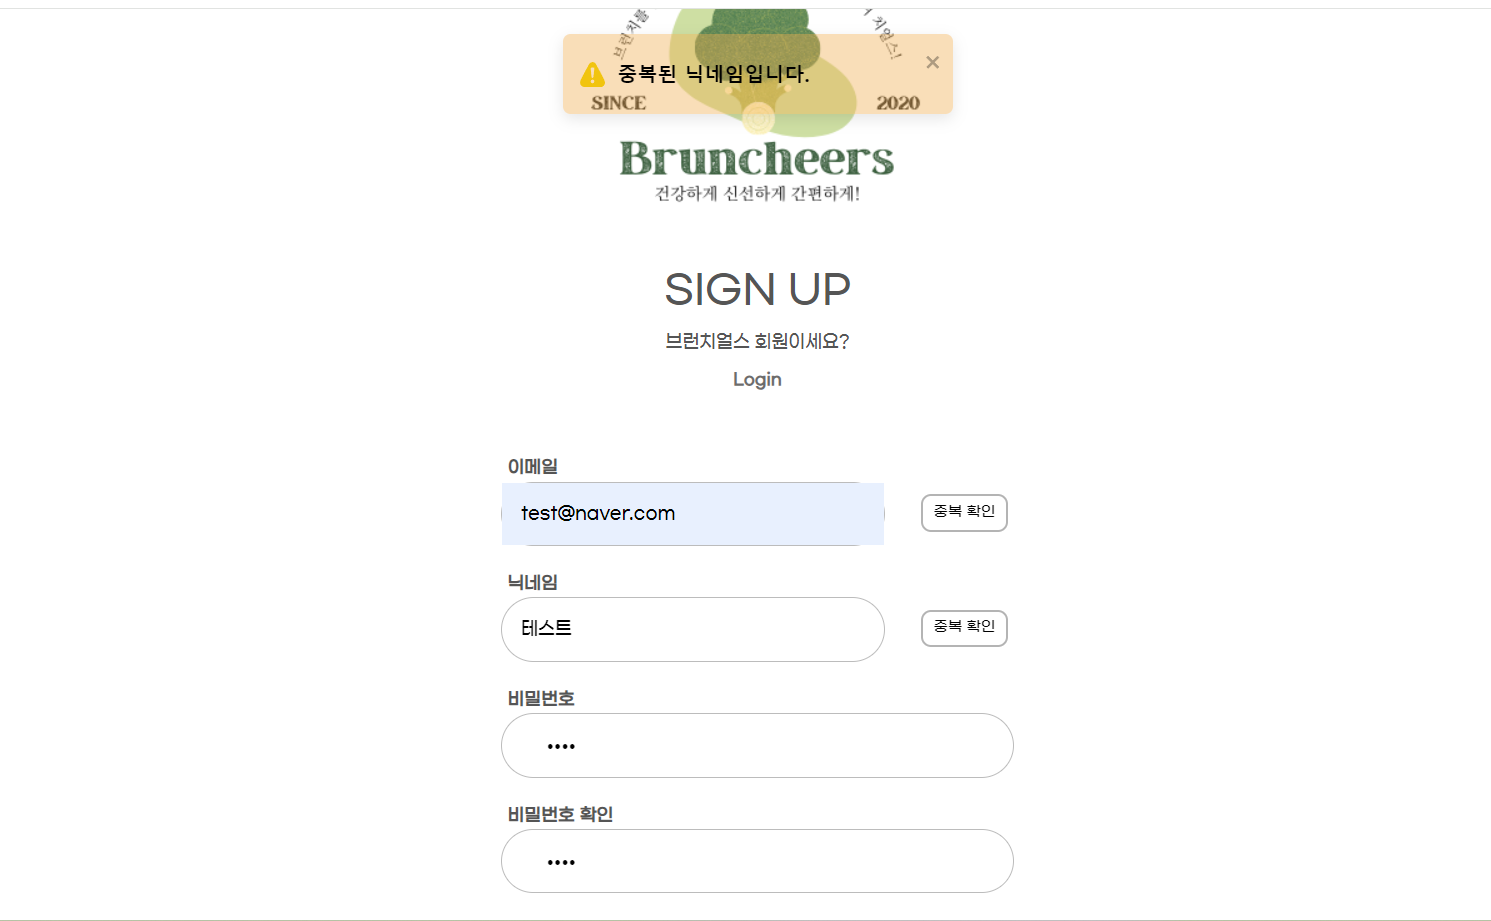 브런치를
치얼스!
중복된 닉네임입니다.
SINCE
2020
Bruncheers
건강하게 신선하게 간편하게!
SIGN UP
브런치얼스 회원이세요?
Login
이메일
test@naver.com
중복 확인
닉네임
테스트
중복 확인
비밀번호
••••
비밀번호 확인
••••